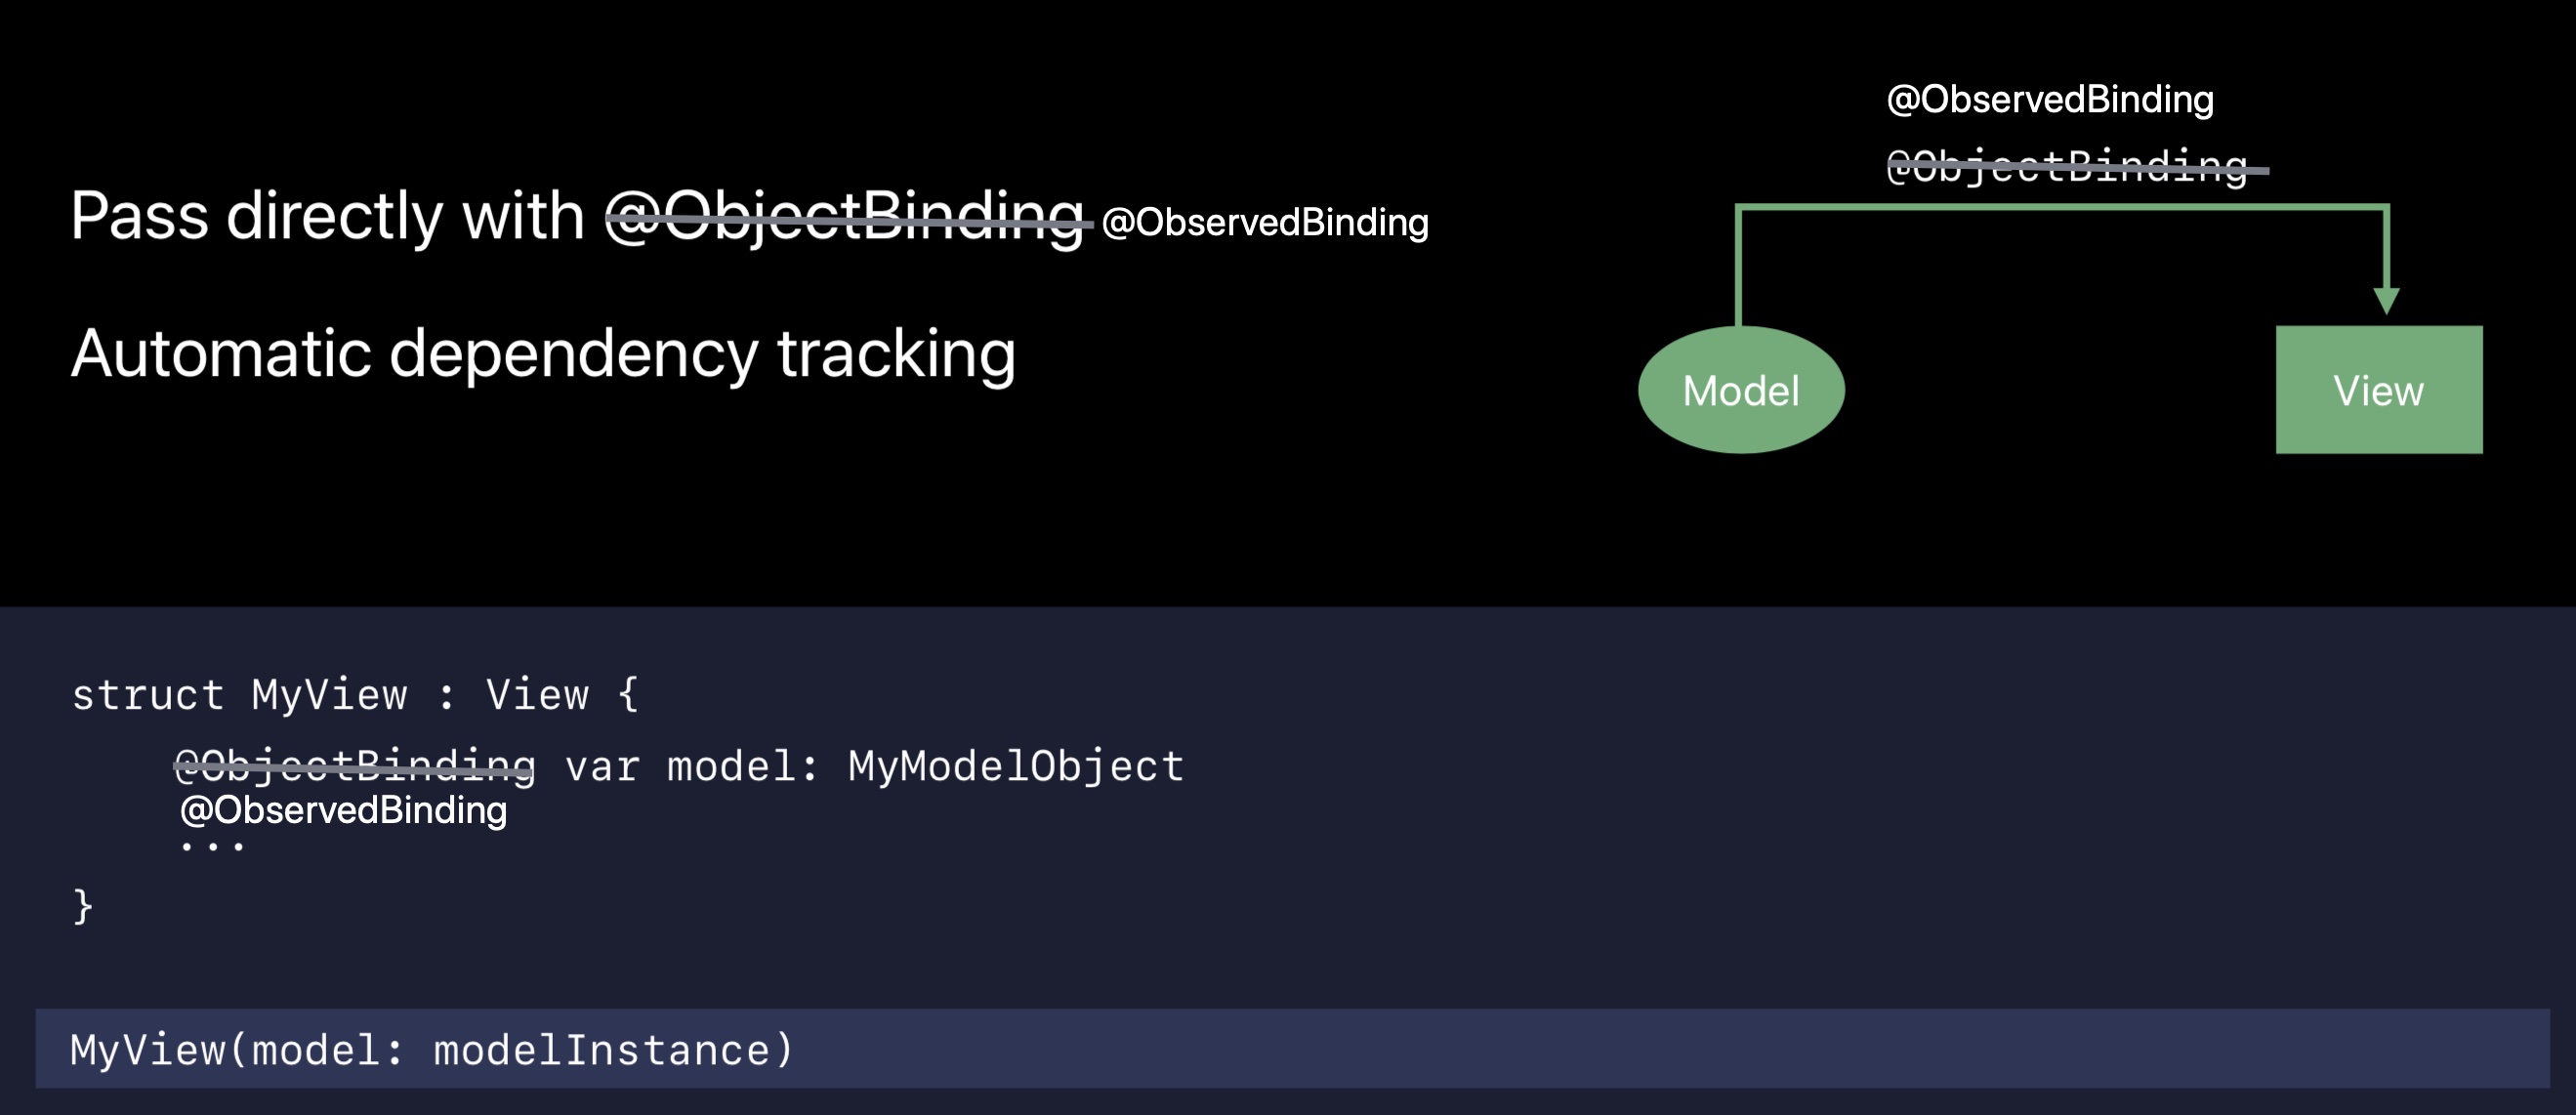 Pass directly with @ObjectBinding @ObservedBinding
Automatic dependency tracking
@ObservedBinding
@ObjectBinding
Model
View
struct MyView : View {
@ObjectBinding var model: MyModelObject
@ObservedBinding
...
}
MyView(model: modelInstance)